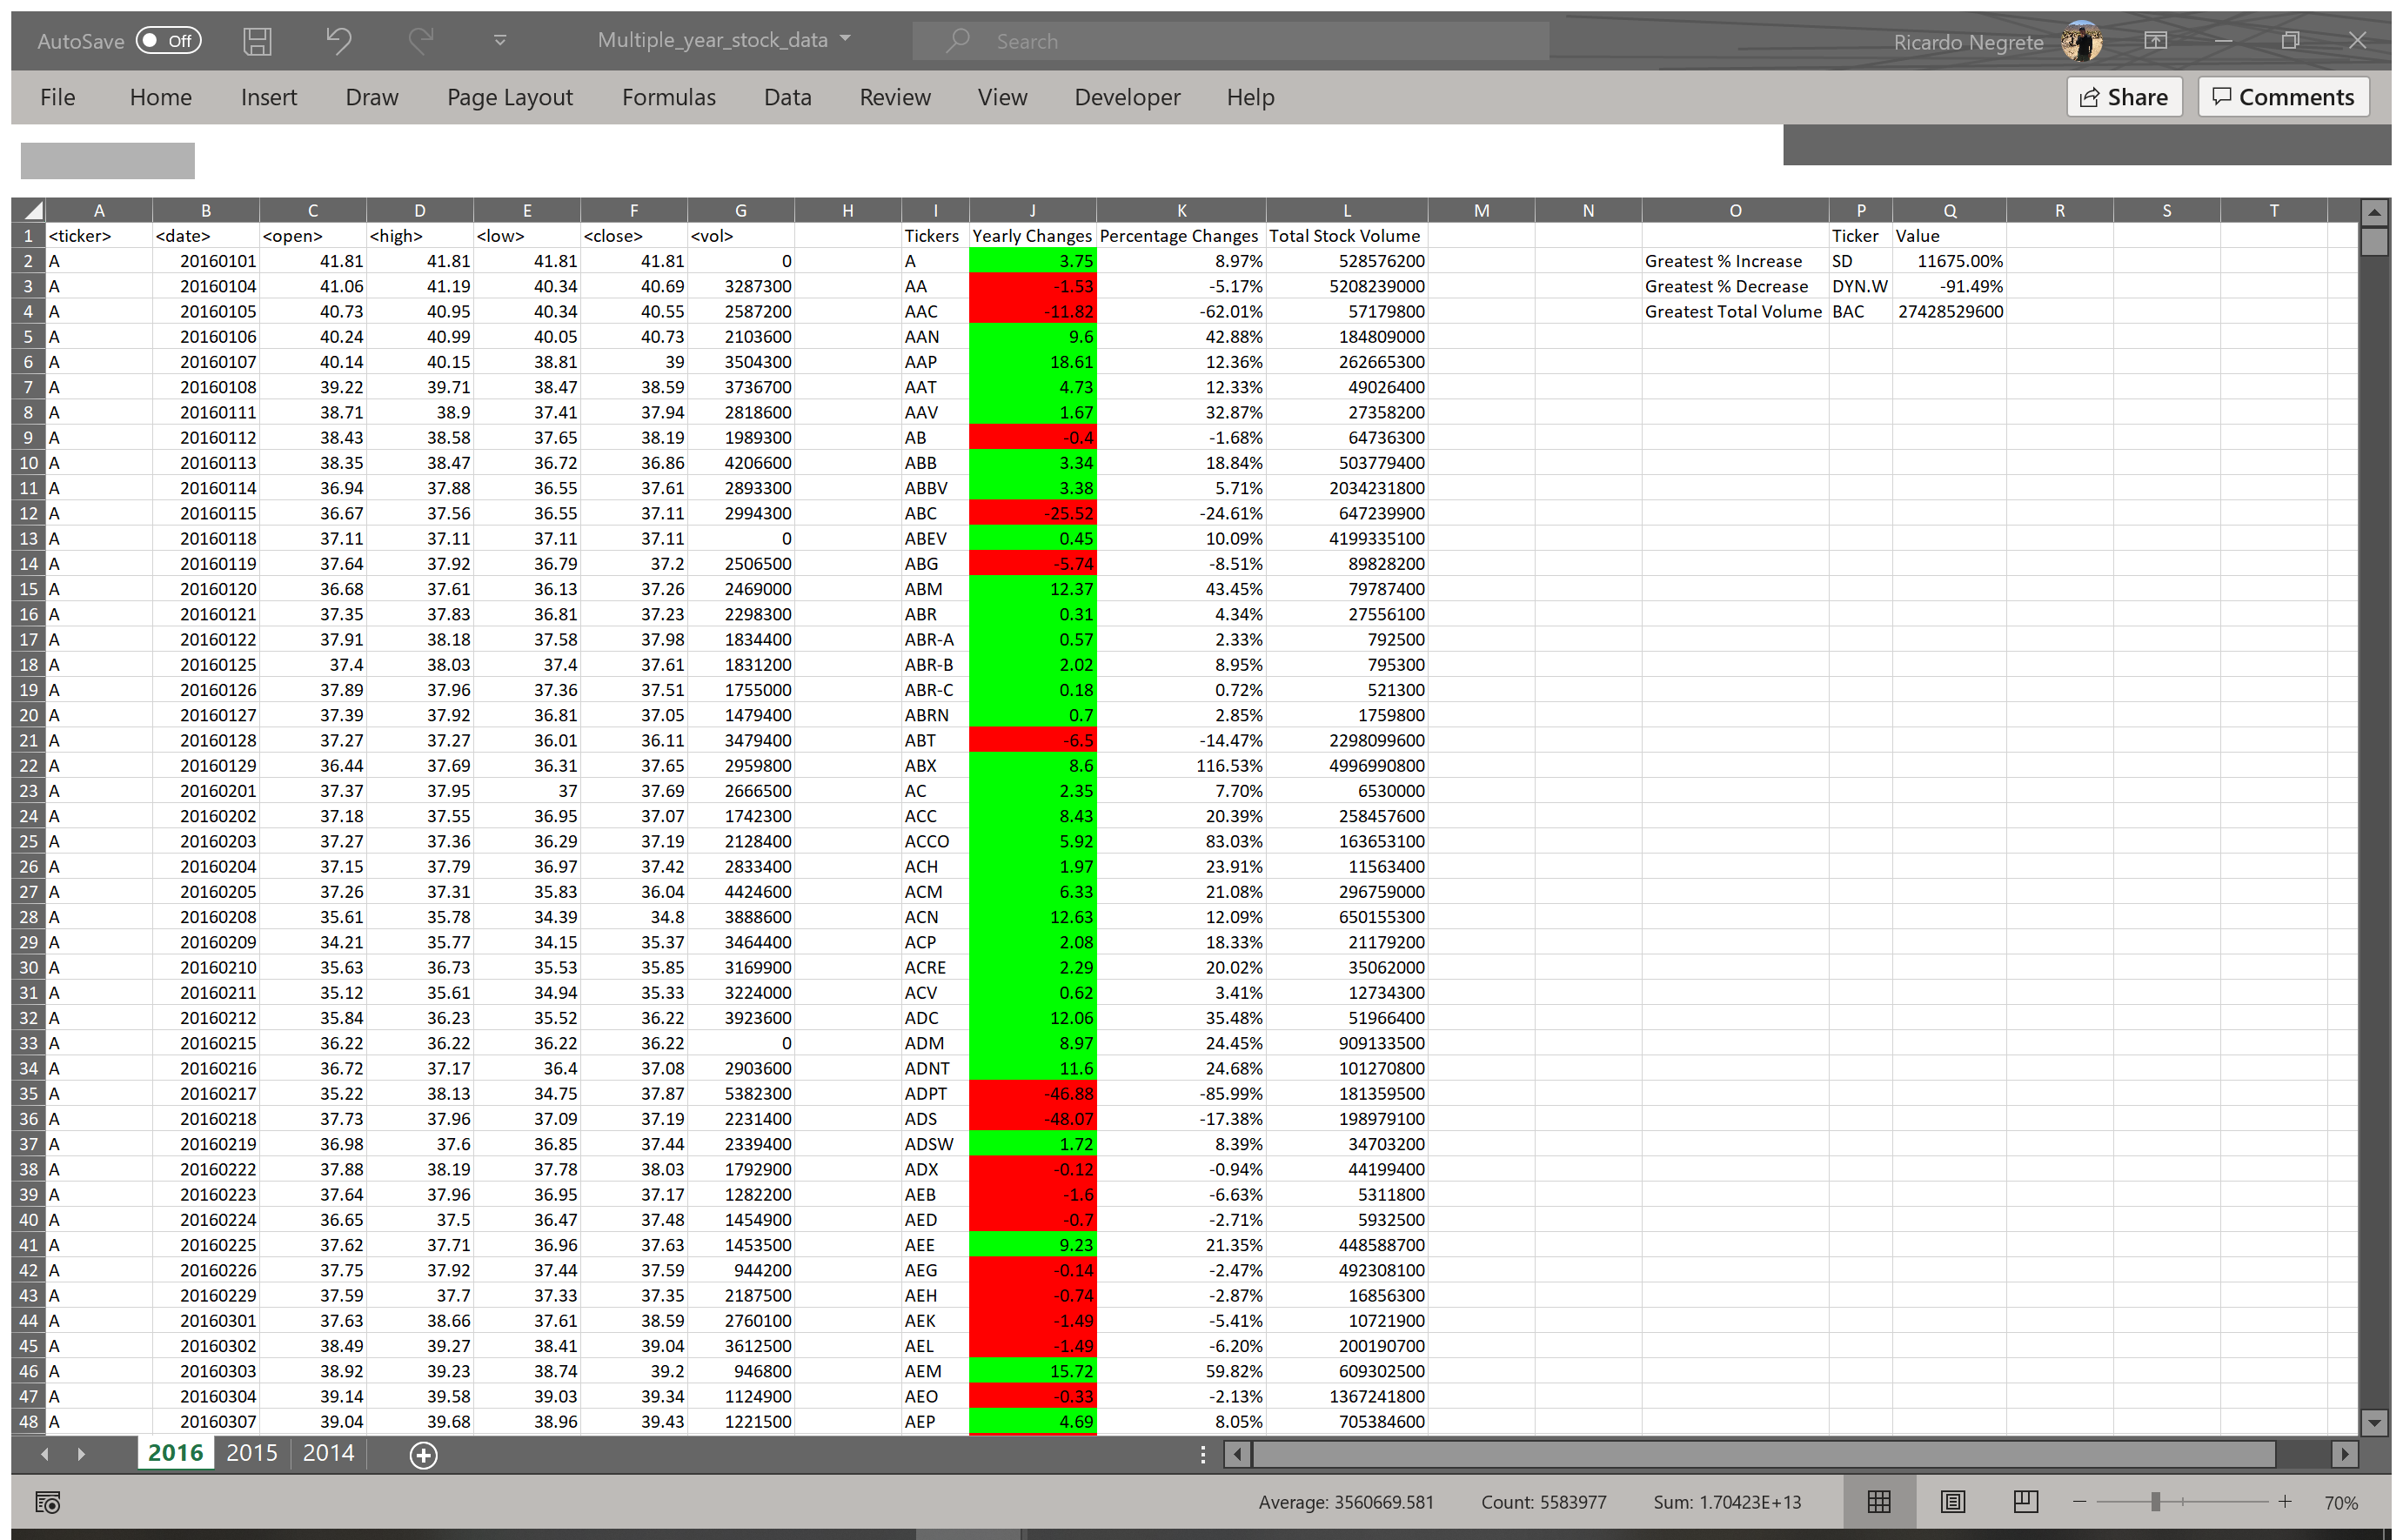 AutoSave Off Multiple_year_stock_data Search Ricardo Negrete
File Home Insert Draw Page Layout Formulas Data Review View Developer Help Share Comments
A B C D E F G H I J K L M N O P Q R S T
1 <ticker> <date> <open> <high> <low> <close> <vol> Tickers Yearly Changes Percentage Changes Total Stock Volume Ticker Value
2 A 20160101 41.81 41.81 41.81 41.81 0 A 3.75 8.97% 528576200 Greatest % Increase SD 11675.00%
3 A 20160104 41.06 41.19 40.34 40.69 3287300 AA -1.53 -5.17% 5208239000 Greatest % Decrease DYN.W -91.49%
4 A 20160105 40.73 40.95 40.34 40.55 2587200 AAC -11.82 -62.01% 57179800 Greatest Total Volume BAC 27428529600
5 A 20160106 40.24 40.99 40.05 40.73 2103600 AAN 9.6 42.88% 184809000
6 A 20160107 40.14 40.15 38.81 39 3504300 AAP 18.61 12.36% 262665300
7 A 20160108 39.22 39.71 38.47 38.59 3736700 AAT 4.73 12.33% 49026400
8 A 20160111 38.71 38.9 37.41 37.94 2818600 AAV 1.67 32.87% 27358200
9 A 20160112 38.43 38.58 37.65 38.19 1989300 AB -0.4 -1.68% 64736300
10 A 20160113 38.35 38.47 36.72 36.86 4206600 ABB 3.34 18.84% 503779400
11 A 20160114 36.94 37.88 36.55 37.61 2893300 ABBV 3.38 5.71% 2034231800
12 A 20160115 36.67 37.56 36.55 37.11 2994300 ABC -25.52 -24.61% 647239900
13 A 20160118 37.11 37.11 37.11 37.11 0 ABEV 0.45 10.09% 4199335100
14 A 20160119 37.64 37.92 36.79 37.2 2506500 ABG -5.74 -8.51% 89828200
15 A 20160120 36.68 37.61 36.13 37.26 2469000 ABM 12.37 43.45% 79787400
16 A 20160121 37.35 37.83 36.81 37.23 2298300 ABR 0.31 4.34% 27556100
17 A 20160122 37.91 38.18 37.58 37.98 1834400 ABR-A 0.57 2.33% 792500
18 A 20160125 37.4 38.03 37.4 37.61 1831200 ABR-B 2.02 8.95% 795300
19 A 20160126 37.89 37.96 37.36 37.51 1755000 ABR-C 0.18 0.72% 521300
20 A 20160127 37.39 37.92 36.81 37.05 1479400 ABRN 0.7 2.85% 1759800
21 A 20160128 37.27 37.27 36.01 36.11 3479400 ABT -6.5 -14.47% 2298099600
22 A 20160129 36.44 37.69 36.31 37.65 2959800 ABX 8.6 116.53% 4996990800
23 A 20160201 37.37 37.95 37 37.69 2666500 AC 2.35 7.70% 6530000
24 A 20160202 37.18 37.55 36.95 37.07 1742300 ACC 8.43 20.39% 258457600
25 A 20160203 37.27 37.36 36.29 37.19 2128400 ACCO 5.92 83.03% 163653100
26 A 20160204 37.15 37.79 36.97 37.42 2833400 ACH 1.97 23.91% 11563400
27 A 20160205 37.26 37.31 35.83 36.04 4424600 ACM 6.33 21.08% 296759000
28 A 20160208 35.61 35.78 34.39 34.8 3888600 ACN 12.63 12.09% 650155300
29 A 20160209 34.21 35.77 34.15 35.37 3464400 ACP 2.08 18.33% 21179200
30 A 20160210 35.63 36.73 35.53 35.85 3169900 ACRE 2.29 20.02% 35062000
31 A 20160211 35.12 35.61 34.94 35.33 3224000 ACV 0.62 3.41% 12734300
32 A 20160212 35.84 36.23 35.52 36.22 3923600 ADC 12.06 35.48% 51966400
33 A 20160215 36.22 36.22 36.22 36.22 0 ADM 8.97 24.45% 909133500
34 A 20160216 36.72 37.17 36.4 37.08 2903600 ADNT 11.6 24.68% 101270800
35 A 20160217 35.22 38.13 34.75 37.87 5382300 ADPT -46.88 -85.99% 181359500
36 A 20160218 37.73 37.96 37.09 37.19 2231400 ADS -48.07 -17.38% 198979100
37 A 20160219 36.98 37.6 36.85 37.44 2339400 ADSW 1.72 8.39% 34703200
38 A 20160222 37.88 38.19 37.78 38.03 1792900 ADX -0.12 -0.94% 44199400
39 A 20160223 37.64 37.96 36.95 37.17 1282200 AEB -1.6 -6.63% 5311800
40 A 20160224 36.65 37.5 36.47 37.48 1454900 AED -0.7 -2.71% 5932500
41 A 20160225 37.62 37.71 36.96 37.63 1453500 AEE 9.23 21.35% 448588700
42 A 20160226 37.75 37.92 37.44 37.59 944200 AEG -0.14 -2.47% 492308100
43 A 20160229 37.59 37.7 37.33 37.35 2187500 AEH -0.74 -2.87% 16856300
44 A 20160301 37.63 38.66 37.61 38.59 2760100 AEK -1.49 -5.41% 10721900
45 A 20160302 38.49 39.27 38.41 39.04 3612500 AEL -1.49 -6.20% 200190700
46 A 20160303 38.92 39.23 38.74 39.2 946800 AEM 15.72 59.82% 609302500
47 A 20160304 39.14 39.58 39.03 39.34 1124900 AEO -0.33 -2.13% 1367241800
48 A 20160307 39.04 39.68 38.96 39.43 1221500 AEP 4.69 8.05% 705384600
2016 2015 2014
Average: 3560669.581 Count: 5583977 Sum: 1.70423E+13 70%